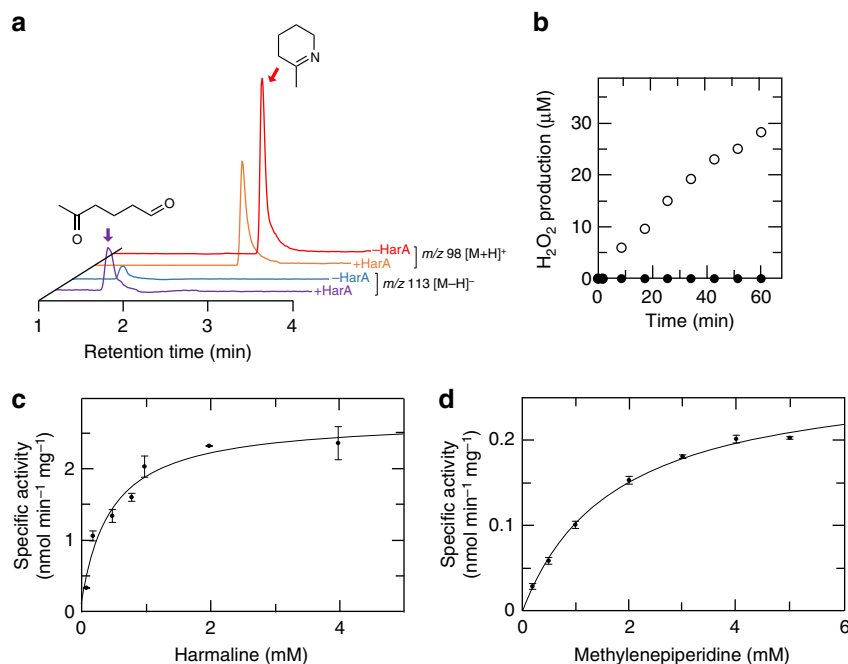 a
N
O
O
–HarA
+HarA
m/z 98 [M+H]⁺
–HarA
+HarA
m/z 113 [M–H]⁻
1 2 3 4
Retention time (min)
b
H₂O₂ production (μM)
30
20
10
0
0 20 40 60
Time (min)
c
Specific activity
(nmol min⁻¹ mg⁻¹)
2
1
0
0 2 4
Harmaline (mM)
d
Specific activity
(nmol min⁻¹ mg⁻¹)
0.2
0.1
0
0 2 4 6
Methylenepiperidine (mM)